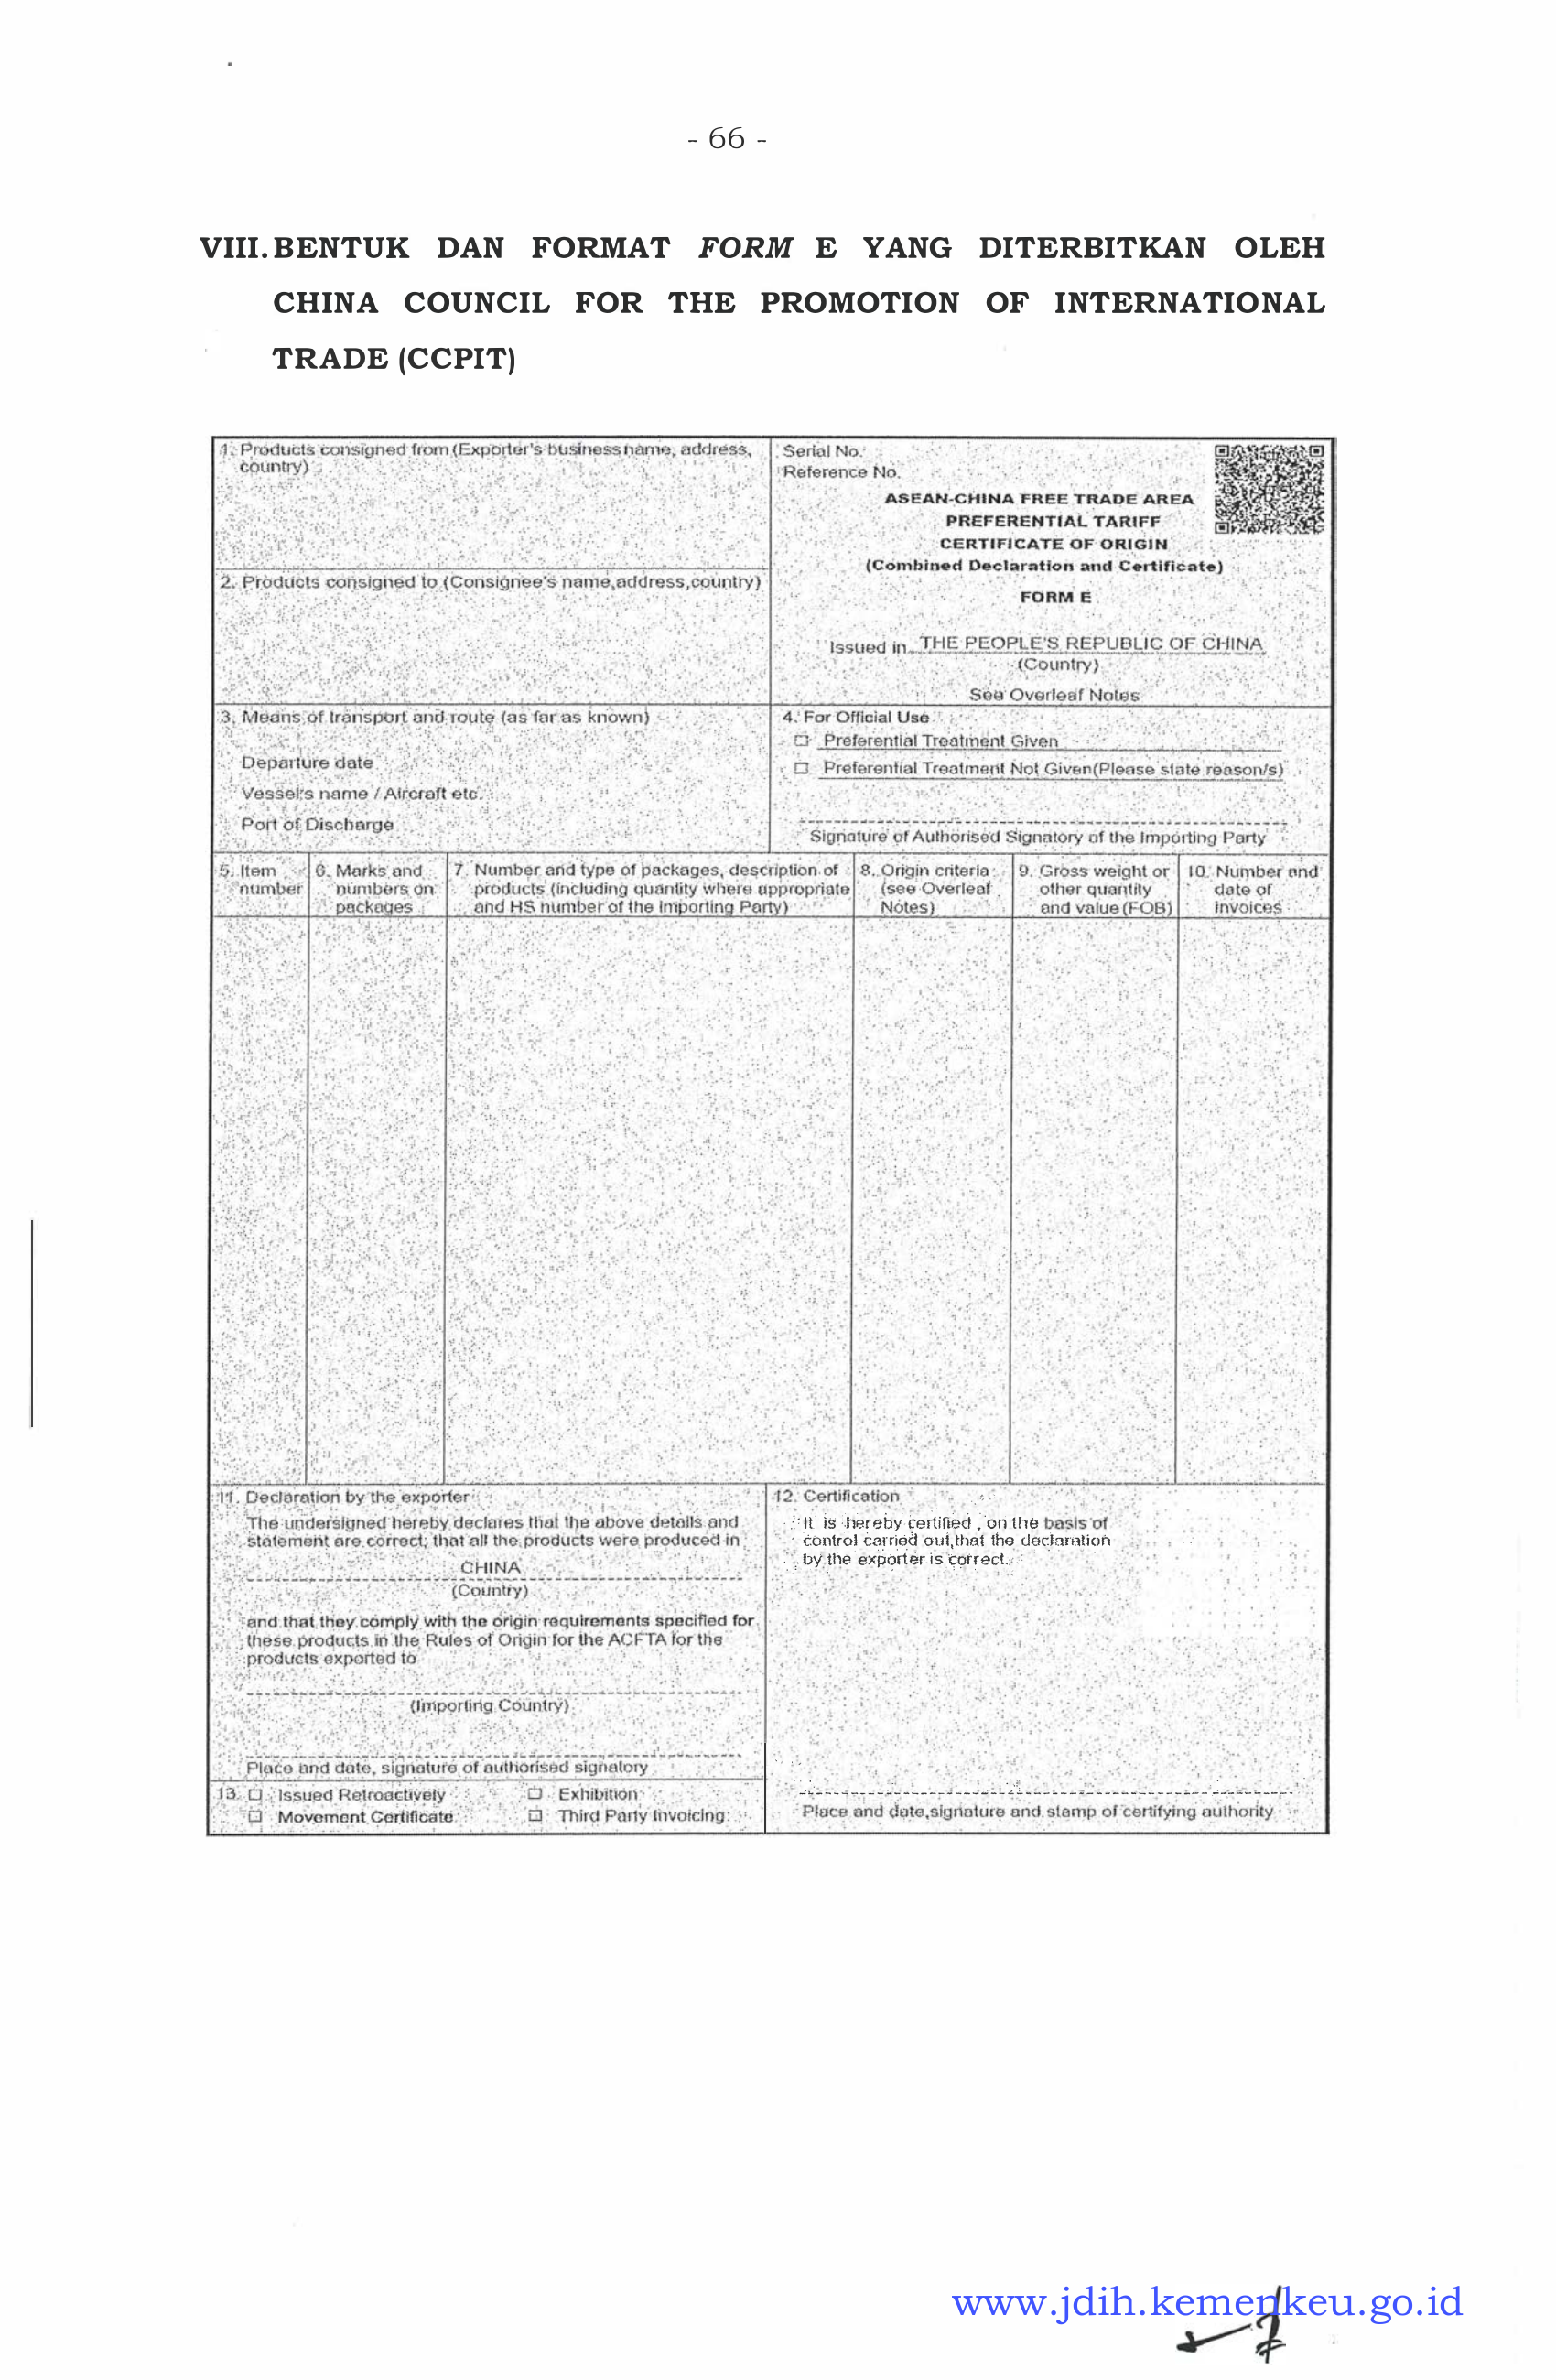 - 66 -
VIII. BENTUK DAN FORMAT FORM E YANG DITERBITKAN OLEH
CHINA COUNCIL FOR THE PROMOTION OF INTERNATIONAL
TRADE (CCPIT)
1. Products consigned from (Exporter's business name, address,
country)
Serial No.
Reference No.
ASEAN-CHINA FREE TRADE AREA
PREFERENTIAL TARIFF
CERTIFICATE OF ORIGIN
(Combined Declaration and Certificate)
FORM E
Issued in THE PEOPLE'S REPUBLIC OF CHINA
(Country)
See Overleaf Notes
2. Products consigned to (Consignee's name,address,country)
3. Means of transport and route (as far as known)
Departure date
Vessel's name / Aircraft etc.
Port of Discharge
4. For Official Use
Preferential Treatment Given
Preferential Treatment Not Given(Please state reason/s)
Signature of Authorised Signatory of the Importing Party
5. Item
number
6. Marks and
numbers on
packages
7. Number and type of packages, description of
products (including quantity where appropriate
and HS number of the importing Party)
8. Origin criteria
(see Overleaf
Notes)
9. Gross weight or
other quantity
and value (FOB)
10. Number and
date of
invoices
11. Declaration by the exporter
The undersigned hereby declares that the above details and
statement are correct; that all the products were produced in
CHINA
(Country)
and that they comply with the origin requirements specified for
these products in the Rules of Origin for the ACFTA for the
products exported to
(Importing Country)
Place and date, signature of authorised signatory
12. Certification
It is hereby certified , on the basis of
control carried out,that the declaration
by the exporter is correct.
Place and date,signature and stamp of certifying authority
13. Issued Retroactively
Exhibition
Movement Certificate
Third Party Invoicing
www.jdih.kemenkeu.go.id